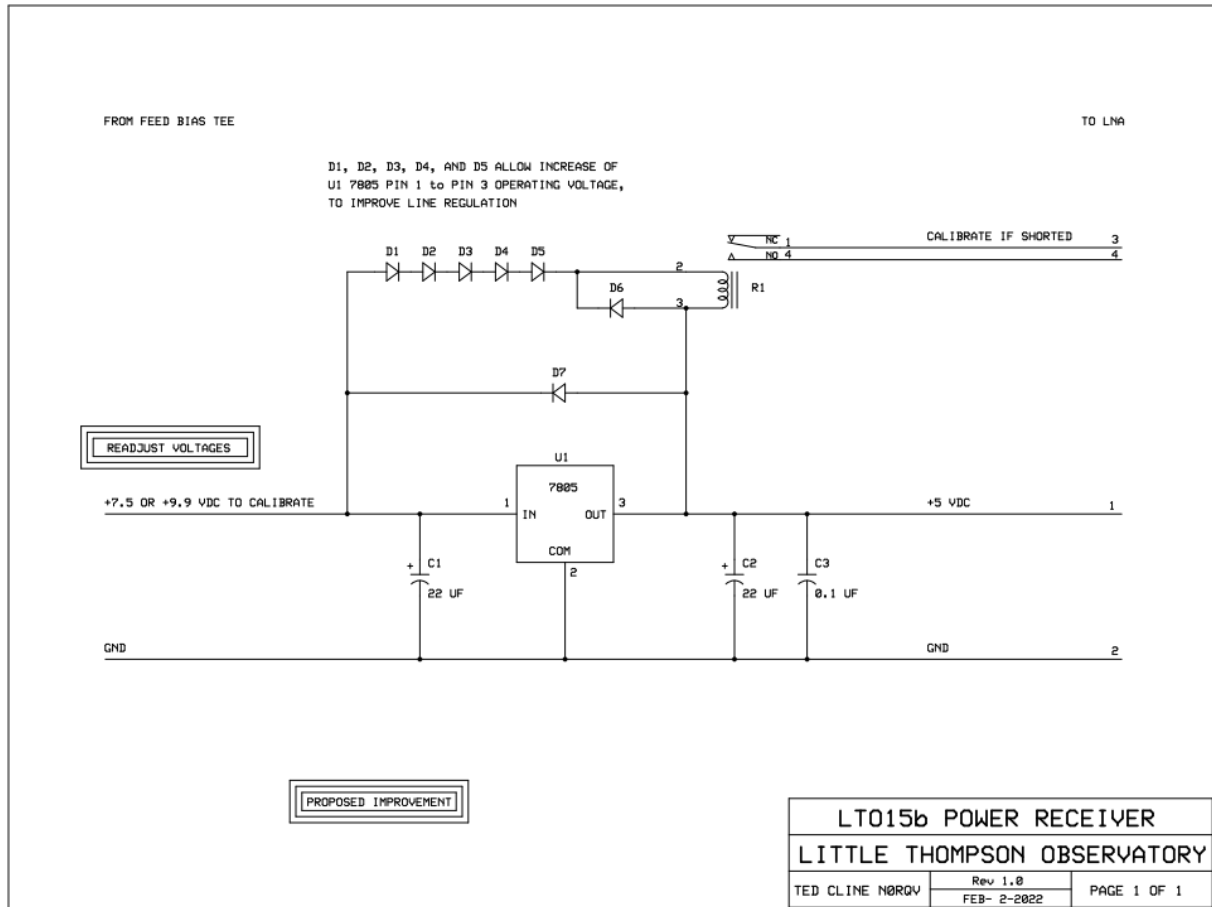 FROM FEED BIAS TEE
TO LNA
D1, D2, D3, D4, AND D5 ALLOW INCREASE OF
U1 7805 PIN 1 to PIN 3 OPERATING VOLTAGE,
TO IMPROVE LINE REGULATION
NC 1
CALIBRATE IF SHORTED 3
NO 4
4
D1 D2 D3 D4 D5
2
D6
3
R1
D7
READJUST VOLTAGES
U1
7805
+7.5 OR +9.9 VDC TO CALIBRATE
1
3
+5 VDC
1
IN OUT
COM
2
+ C1
22 UF
+ C2
22 UF
C3
0.1 UF
GND
GND
2
PROPOSED IMPROVEMENT
LTO15b POWER RECEIVER
LITTLE THOMPSON OBSERVATORY
TED CLINE N0RQV
Rev 1.0
FEB- 2-2022
PAGE 1 OF 1